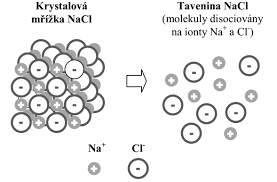 Krystalová
mřížka NaCl
Tavenina NaCl
(molekuly disociovány
na ionty Na⁺ a Cl⁻)
Na⁺
Cl⁻